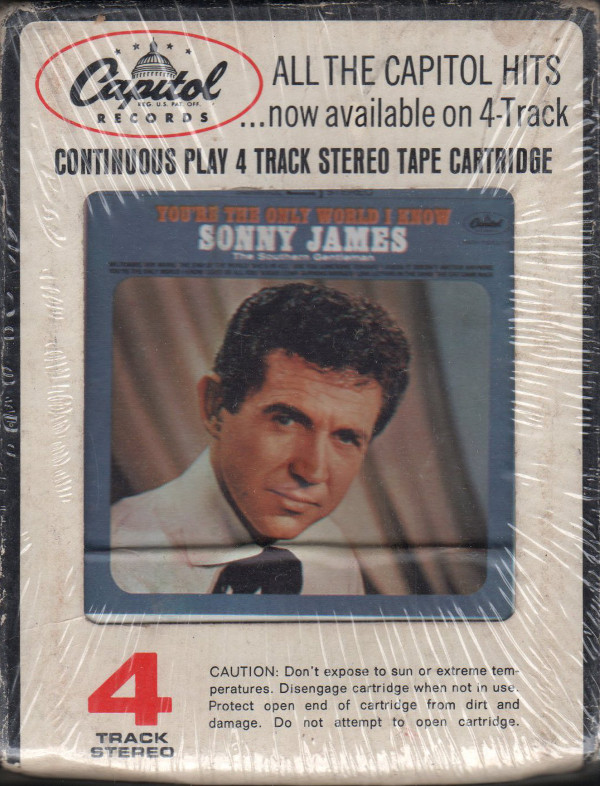 Capitol
REG. U.S. PAT. OFF.
RECORDS
ALL THE CAPITOL HITS
...now available on 4-Track
CONTINUOUS PLAY 4 TRACK STEREO TAPE CARTRIDGE
YOU'RE THE ONLY WORLD I KNOW
Capitol
SONNY JAMES
The Southern Gentleman
4
TRACK
STEREO
CAUTION: Don't expose to sun or extreme tem-
peratures. Disengage cartridge when not in use.
Protect open end of cartridge from dirt and
damage. Do not attempt to open cartridge.